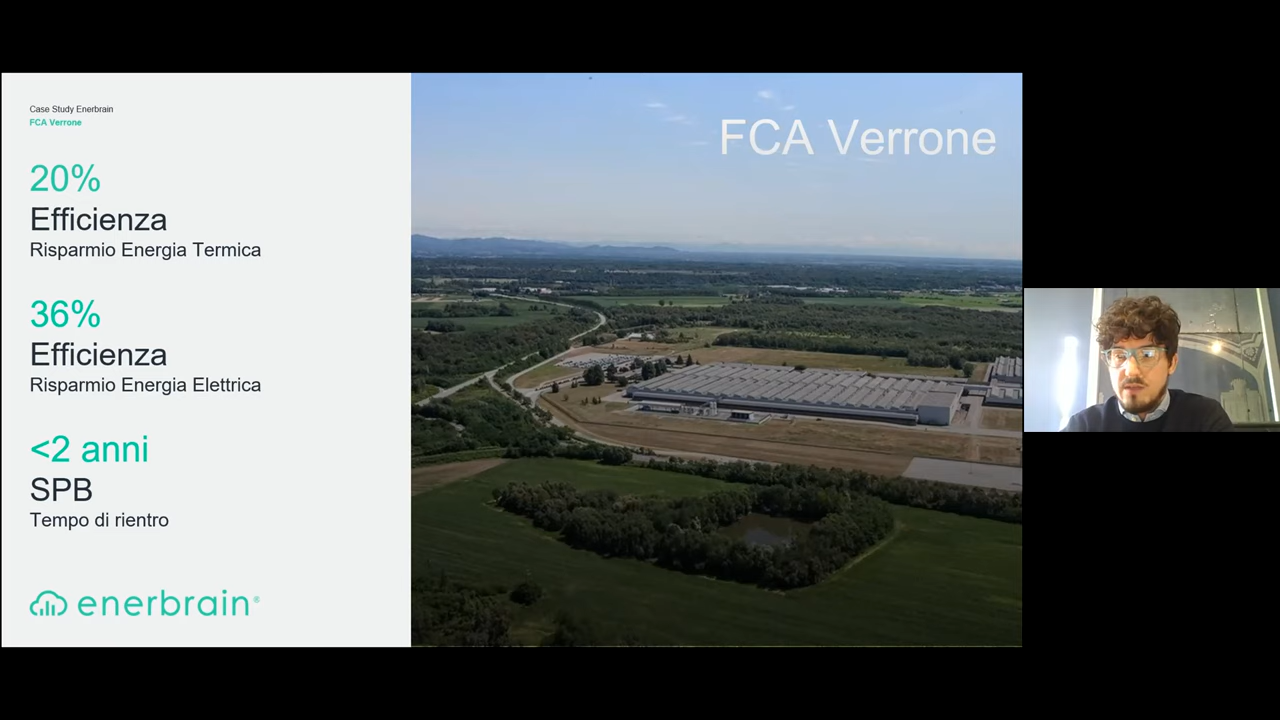 Case Study Enerbrain
FCA Verrone
20%
Efficienza
Risparmio Energia Termica
36%
Efficienza
Risparmio Energia Elettrica
<2 anni
SPB
Tempo di rientro
enerbrain®
FCA Verrone